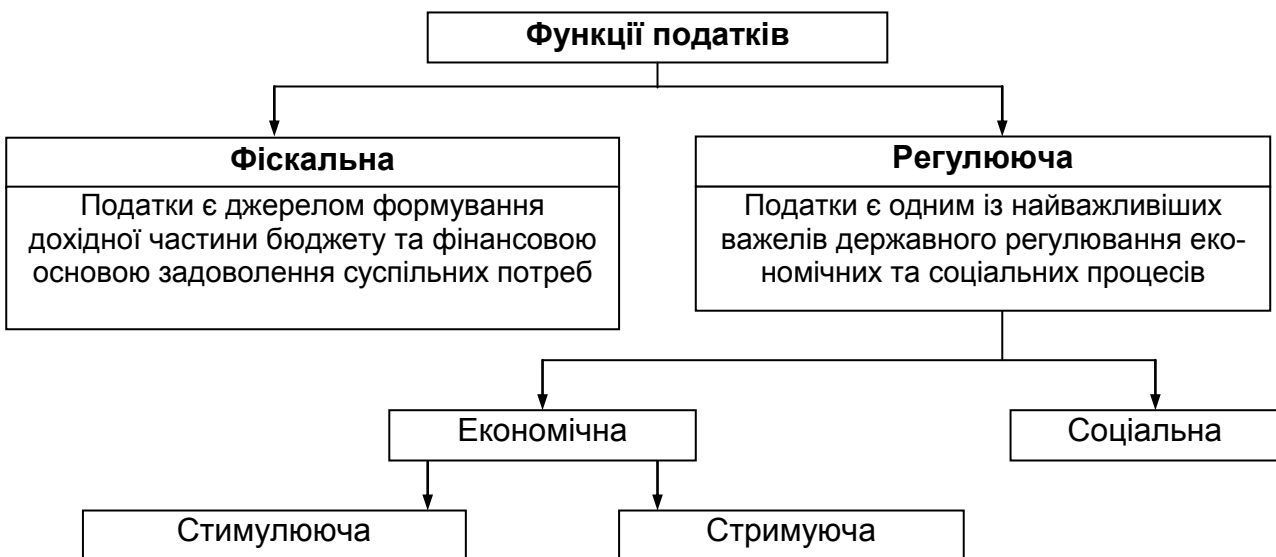 Функції податків
Фіскальна
Податки є джерелом формування
дохідної частини бюджету та фінансовою
основою задоволення суспільних потреб
Регулююча
Податки є одним із найважливіших
важелів державного регулювання еко-
номічних та соціальних процесів
Економічна
Соціальна
Стимулююча
Стримуюча